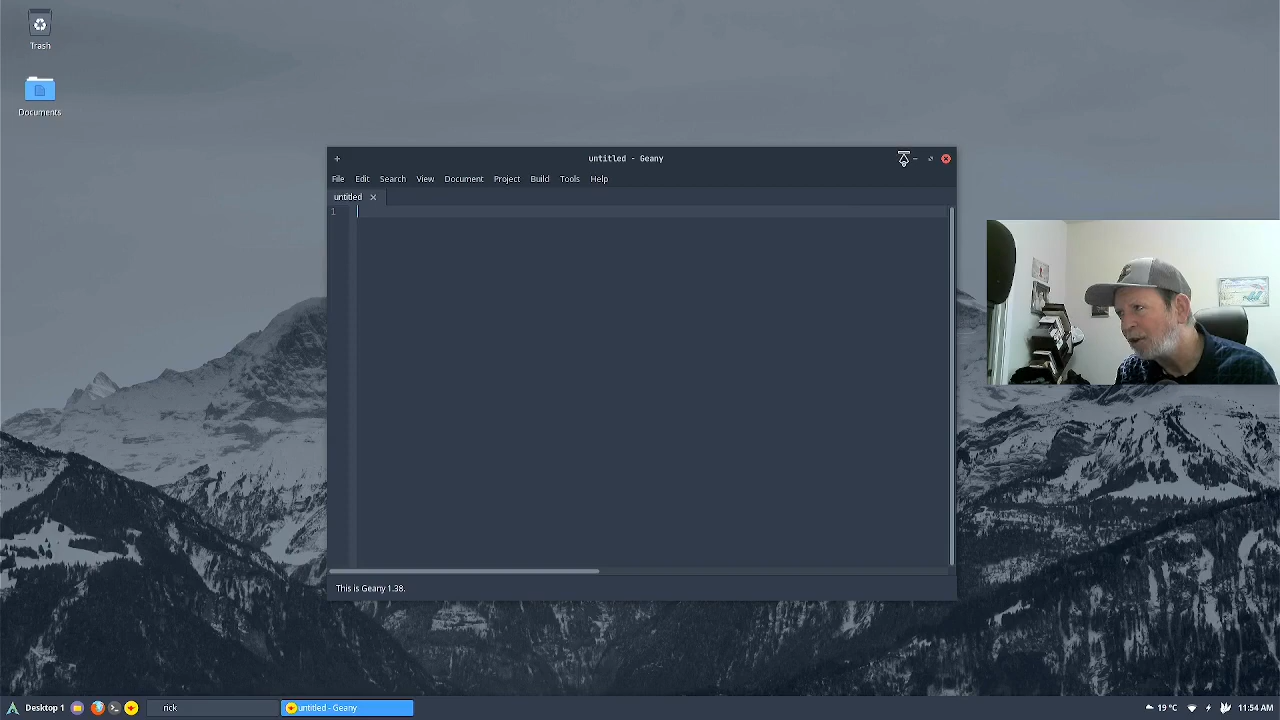 Trash
Documents
untitled - Geany
File Edit Search View Document Project Build Tools Help
untitled
1
This is Geany 1.38.
Desktop 1 rick untitled - Geany 19 °C 11:54 AM